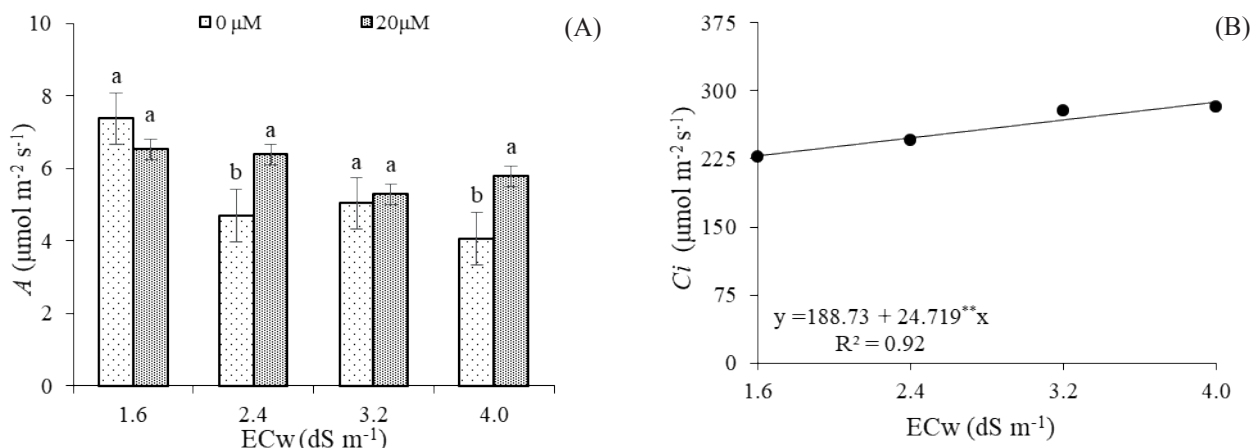 0 μM
20μM
(A)
10
8
6
4
2
0
A (μmol m⁻² s⁻¹)
a
a
b
a
a
a
b
a
1.6
2.4
3.2
4.0
ECw (dS m⁻¹)
(B)
375
300
225
150
75
0
Ci (μmol m⁻² s⁻¹)
y =188.73 + 24.719**x
R² = 0.92
1.6
2.4
3.2
4.0
ECw (dS m⁻¹)